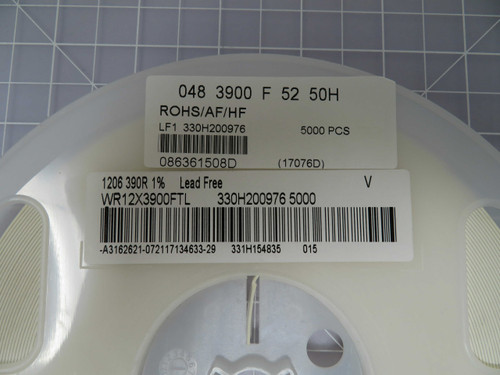 048 3900 F 52 50H
ROHS/AF/HF
LF1 330H200976 5000 PCS
086361508D (17076D)
1206 390R 1% Lead Free V
WR12X3900FTL 330H200976 5000
-A3162621-072117134633-29 331H154835 015